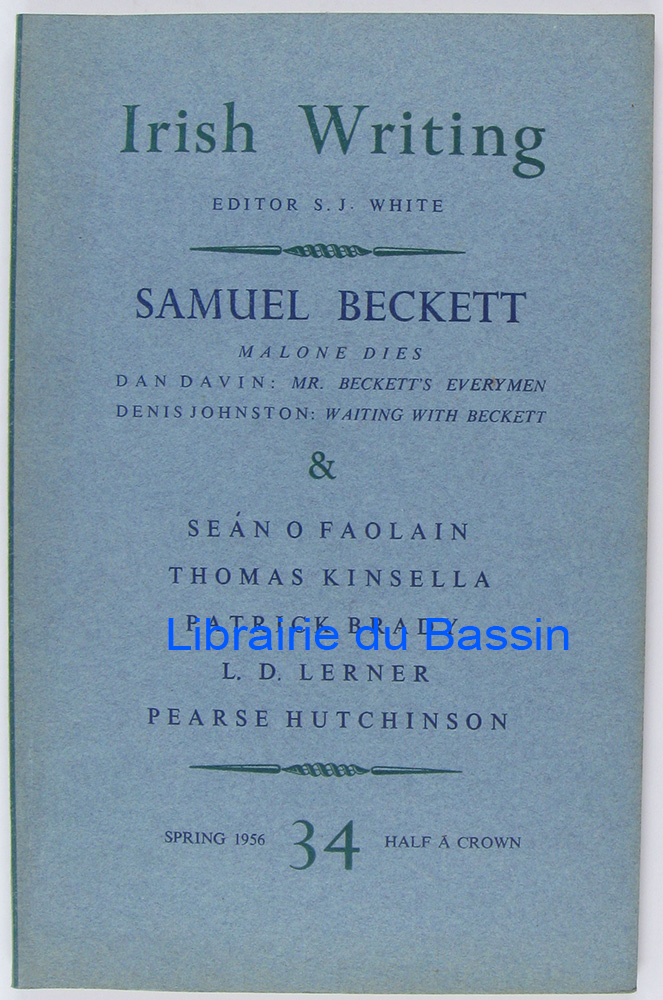 Irish Writing
EDITOR S. J. WHITE
SAMUEL BECKETT
MALONE DIES
DAN DAVIN: MR. BECKETT'S EVERYMEN
DENIS JOHNSTON: WAITING WITH BECKETT
&
SEÁN O FAOLAIN
THOMAS KINSELLA
PATRICK BRADY
Librairie du Bassin
L. D. LERNER
PEARSE HUTCHINSON
SPRING 1956 34 HALF A CROWN